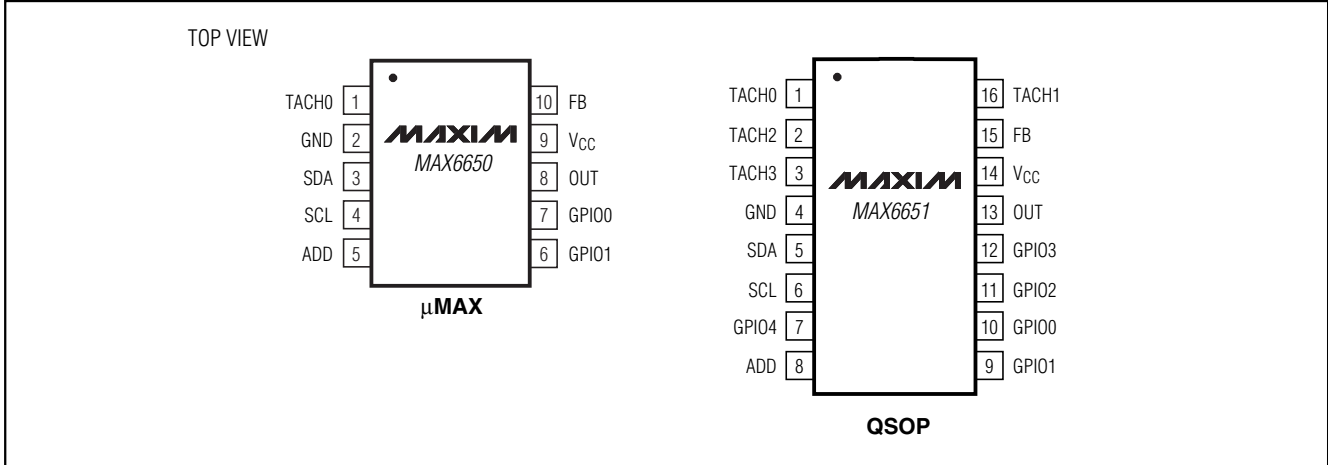 TOP VIEW
TACH0 1
GND 2
SDA 3
SCL 4
ADD 5
MAXIM
MAX6650
10 FB
9 VCC
8 OUT
7 GPIO0
6 GPIO1
µMAX
TACH0 1
TACH2 2
TACH3 3
GND 4
SDA 5
SCL 6
GPIO4 7
ADD 8
MAXIM
MAX6651
16 TACH1
15 FB
14 VCC
13 OUT
12 GPIO3
11 GPIO2
10 GPIO0
9 GPIO1
QSOP